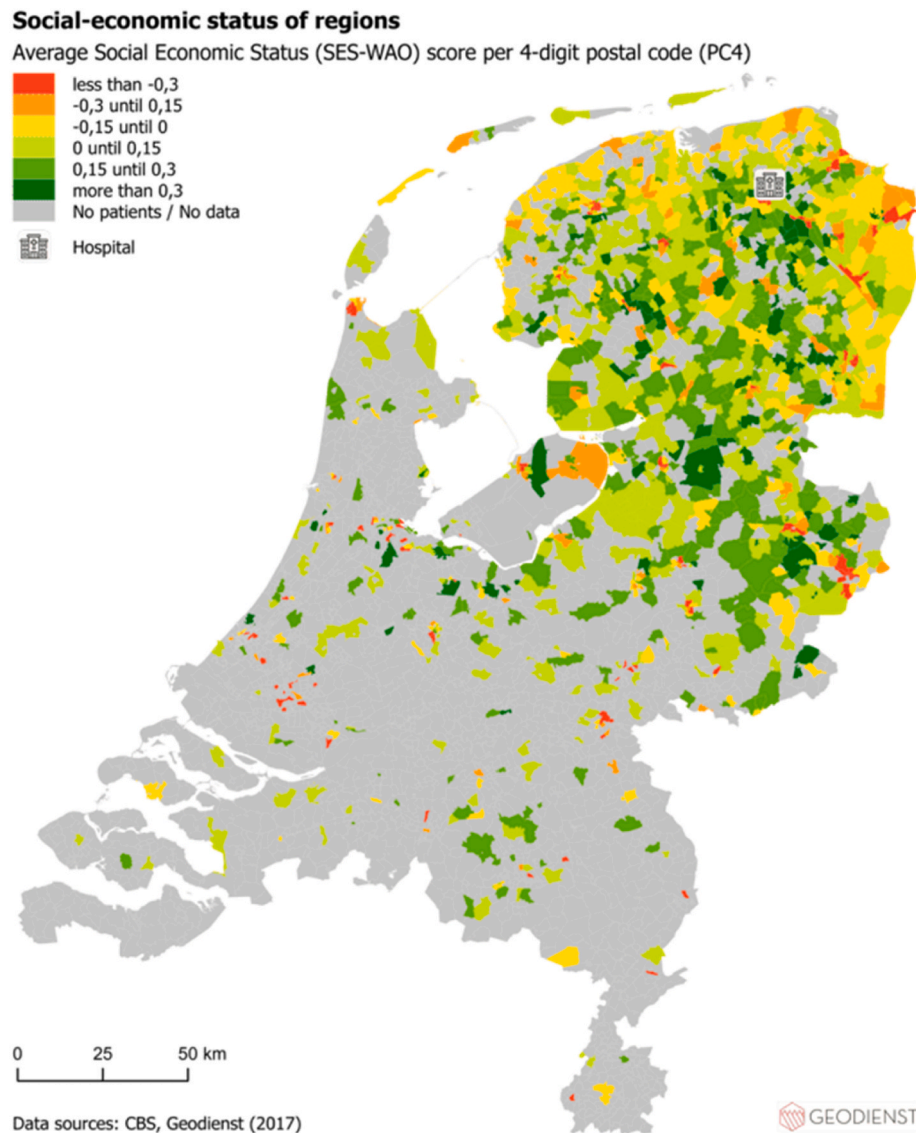 Social-economic status of regions
Average Social Economic Status (SES-WAO) score per 4-digit postal code (PC4)
less than -0,3
-0,3 until 0,15
-0,15 until 0
0 until 0,15
0,15 until 0,3
more than 0,3
No patients / No data
Hospital
0 25 50 km
Data sources: CBS, Geodienst (2017)
GEODIENST